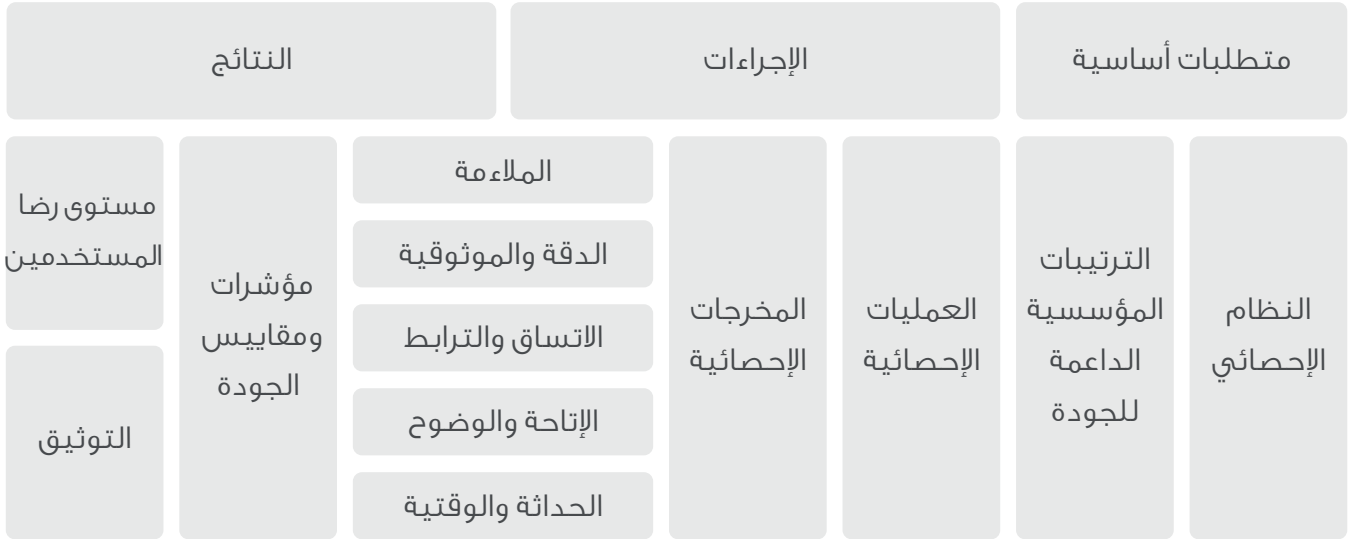 متطلبات أساسية
الإجراءات
النتائج
النظام
الإحصائي
الترتيبات
المؤسسية
الداعمة
للجودة
العمليات
الإحصائية
المخرجات
الإحصائية
الملاءمة
الدقة والموثوقية
الاتساق والترابط
الإتاحة والوضوح
الحداثة والوقتية
مؤشرات
ومقاييس
الجودة
مستوى رضا
المستخدمين
التوثيق